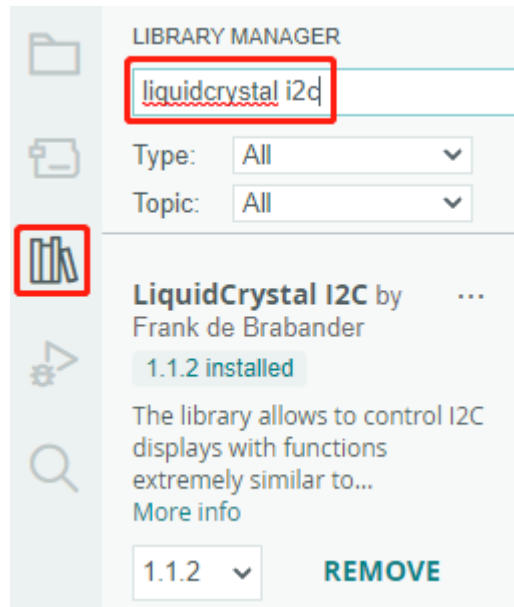 LIBRARY MANAGER
liquidcrystal i2c
Type: All
Topic: All
LiquidCrystal I2C by ...
Frank de Brabander
1.1.2 installed
The library allows to control I2C
displays with functions
extremely similar to...
More info
1.1.2 REMOVE